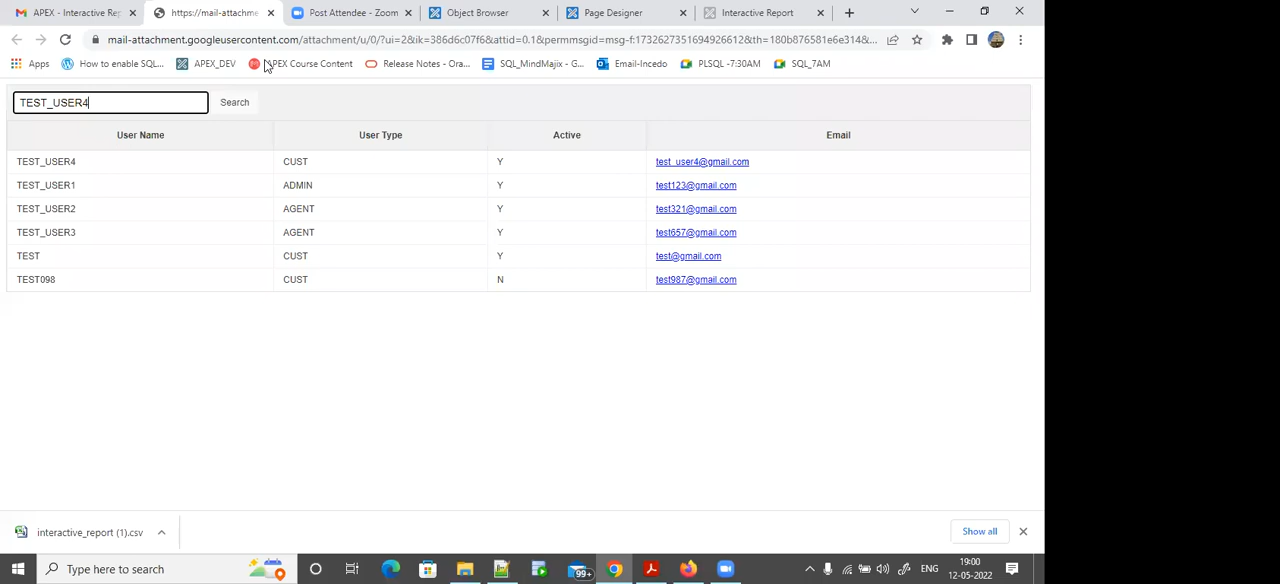 APEX - Interactive Rep
https://mail-attachme
Post Attendee - Zoom
Object Browser
Page Designer
Interactive Report
mail-attachment.googleusercontent.com/attachment/u/0/?ui=2&ik=386d6c07f6&attid=0.1&permmsgid=msg-f:1732627351694926612&th=180b876581e6e314&...
Apps
How to enable SQL...
APEX_DEV
APEX Course Content
Release Notes - Ora...
SQL_MindMajix - G...
Email-Incedo
PLSQL -7:30AM
SQL_7AM
TEST_USER4
Search
User Name User Type Active Email
TEST_USER4 CUST Y test_user4@gmail.com
TEST_USER1 ADMIN Y test123@gmail.com
TEST_USER2 AGENT Y test321@gmail.com
TEST_USER3 AGENT Y test657@gmail.com
TEST CUST Y test@gmail.com
TEST098 CUST N test987@gmail.com
interactive_report (1).csv
Show all
Type here to search
99+
ENG
19:00
12-05-2022